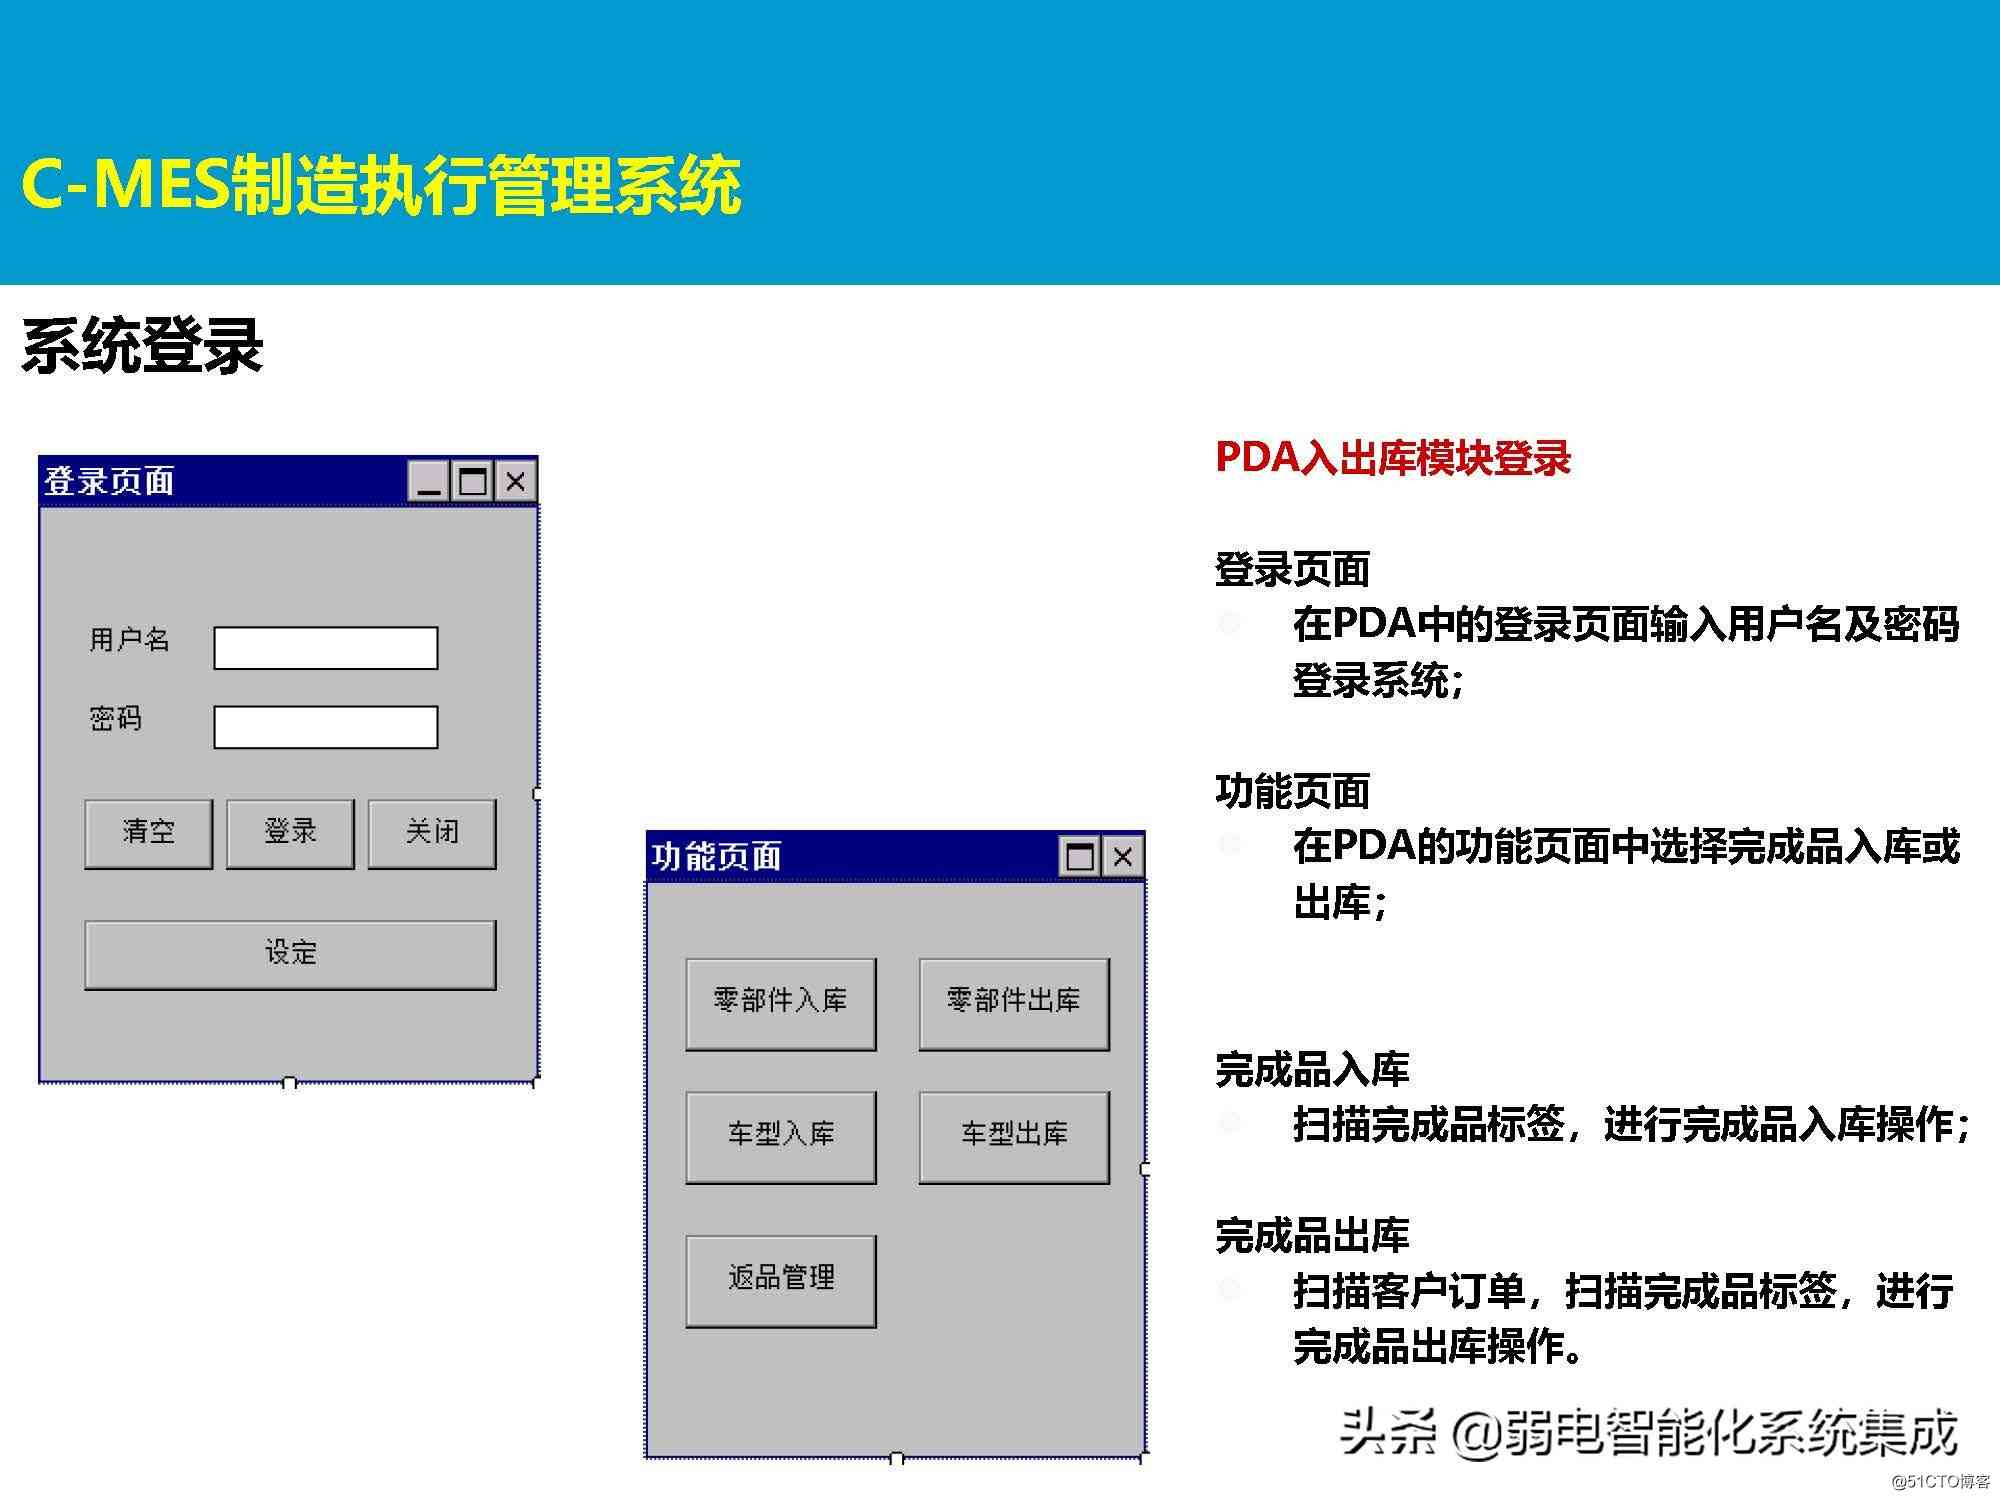 C-MES制造执行管理系统
系统登录
登录页面
用户名
密码
清空 登录 关闭
设定
功能页面
零部件入库 零部件出库
车型入库 车型出库
返品管理
PDA入出库模块登录
登录页面
在PDA中的登录页面输入用户名及密码
登录系统；
功能页面
在PDA的功能页面中选择完成品入库或
出库；
完成品入库
扫描完成品标签，进行完成品入库操作；
完成品出库
扫描客户订单，扫描完成品标签，进行
完成品出库操作。
头条 @弱电智能化系统集成
@51CTO博客